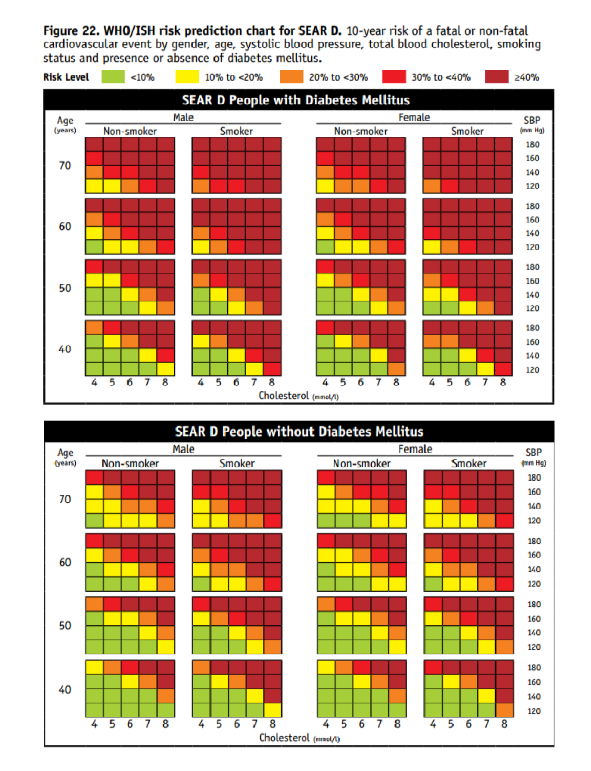 Figure 22. WHO/ISH risk prediction chart for SEAR D. 10-year risk of a fatal or non-fatal
cardiovascular event by gender, age, systolic blood pressure, total blood cholesterol, smoking
status and presence or absence of diabetes mellitus.
Risk Level <10% 10% to <20% 20% to <30% 30% to <40% ≥40%
SEAR D People with Diabetes Mellitus
Age Male Female SBP
(years) Non-smoker Smoker Non-smoker Smoker (mm Hg)
180
160
70
140
120
180
160
60
140
120
180
160
50
140
120
180
160
40
140
120
4 5 6 7 8 4 5 6 7 8 4 5 6 7 8 4 5 6 7 8
Cholesterol (mmol/l)
SEAR D People without Diabetes Mellitus
Age Male Female SBP
(years) Non-smoker Smoker Non-smoker Smoker (mm Hg)
180
160
70
140
120
180
160
60
140
120
180
160
50
140
120
180
160
40
140
120
4 5 6 7 8 4 5 6 7 8 4 5 6 7 8 4 5 6 7 8
Cholesterol (mmol/l)